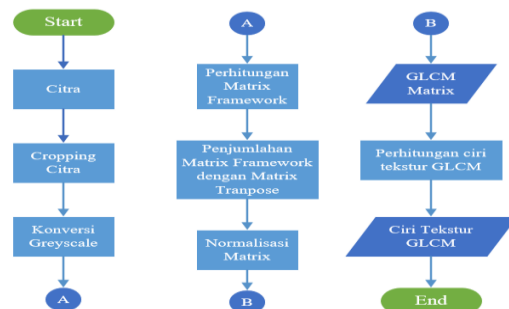 Start
Citra
Cropping
Citra
Konversi
Greyscale
A
A
Perhitungan
Matrix
Framework
Penjumlahan
Matrix Framework
dengan Matrix
Tranpose
Normalisasi
Matrix
B
B
GLCM
Matrix
Perhitungan ciri
tekstur GLCM
Ciri Tekstur
GLCM
End